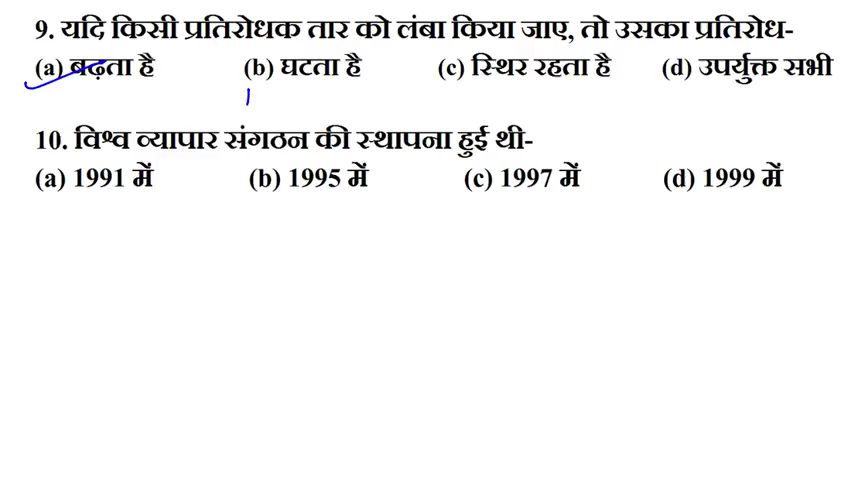 9. यदि किसी प्रतिरोधक तार को लंबा किया जाए, तो उसका प्रतिरोध-
(a) बढ़ता है (b) घटता है (c) स्थिर रहता है (d) उपर्युक्त सभी
10. विश्व व्यापार संगठन की स्थापना हुई थी-
(a) 1991 में (b) 1995 में (c) 1997 में (d) 1999 में